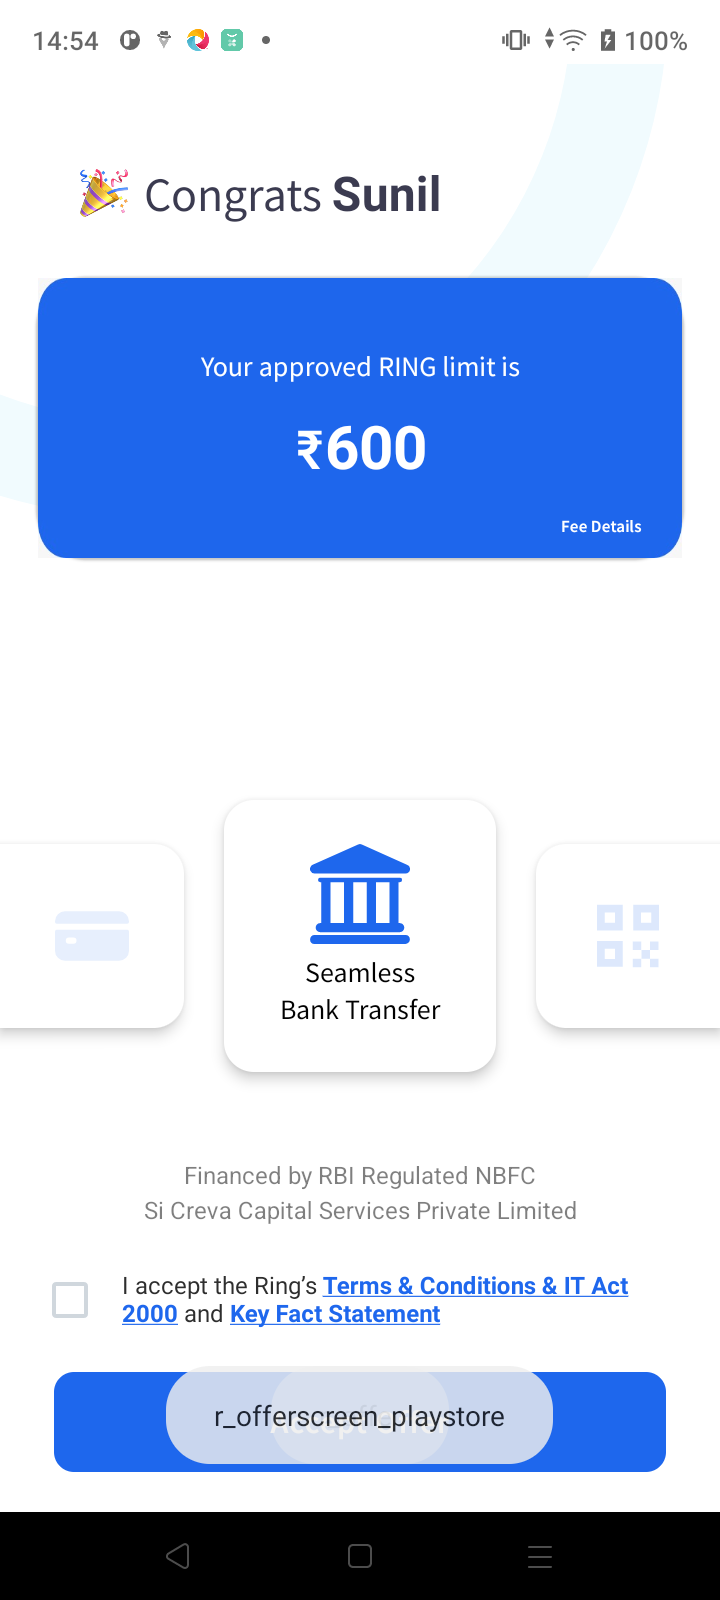 14:54
100%
Congrats Sunil
Your approved RING limit is
₹600
Fee Details
Seamless
Bank Transfer
Financed by RBI Regulated NBFC
Si Creva Capital Services Private Limited
I accept the Ring’s Terms & Conditions & IT Act
2000 and Key Fact Statement
r_offerscreen_playstore